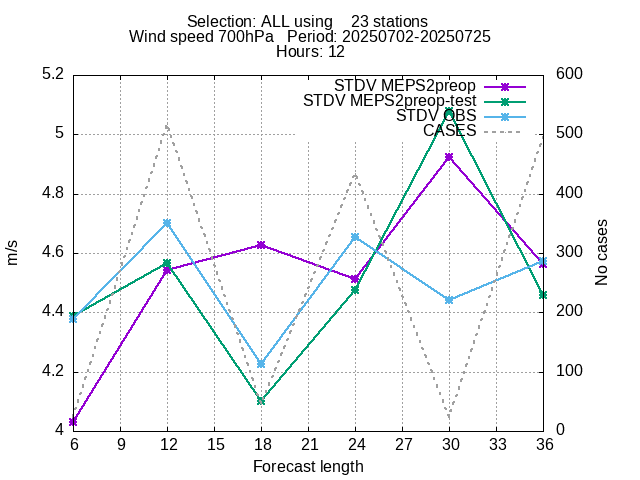 Selection: ALL using    23 stations
Wind speed 700hPa   Period: 20250702-20250725
Hours: 12
STDV MEPS2preop
STDV MEPS2preop-test
STDV OBS
CASES
5.2
5
4.8
4.6
4.4
4.2
4
m/s
600
500
400
300
200
100
0
No cases
6 9 12 15 18 21 24 27 30 33 36
Forecast length